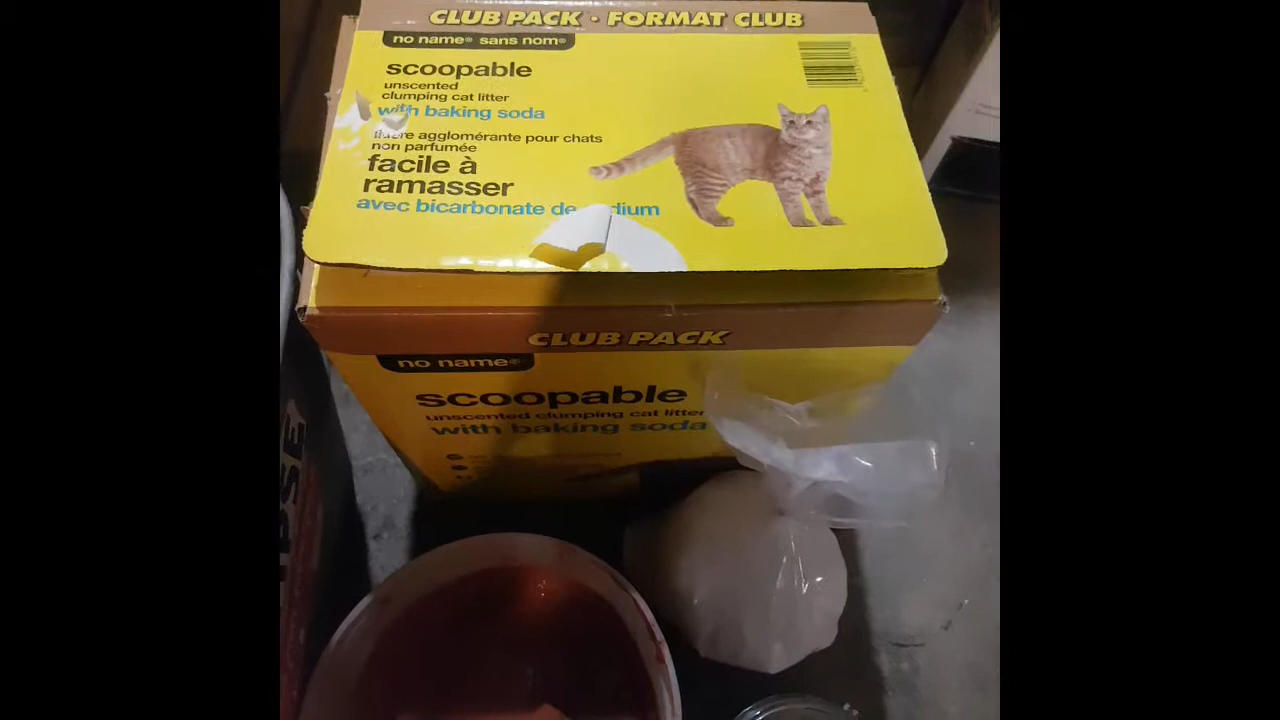 CLUB PACK · FORMAT CLUB
no name® sans nom®
scoopable
unscented
clumping cat litter
with baking soda
litière agglomérante pour chats
non parfumée
facile à
ramasser
avec bicarbonate de
CLUB PACK
no name®
scoopable
unscented clumping cat litter
with baking soda